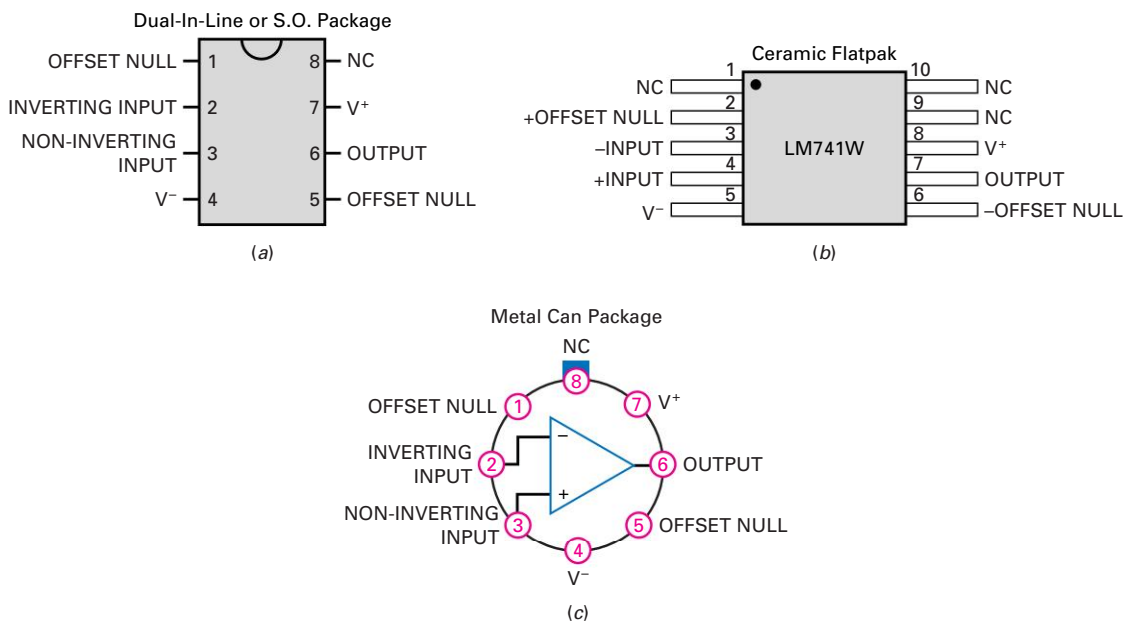 Dual-In-Line or S.O. Package
OFFSET NULL 1 8 NC
INVERTING INPUT 2 7 V⁺
NON-INVERTING
INPUT 3 6 OUTPUT
V⁻ 4 5 OFFSET NULL
(a)
Ceramic Flatpak
1 10
NC NC
2 9
+OFFSET NULL NC
3 8
–INPUT LM741W V⁺
4 7
+INPUT OUTPUT
5 6
V⁻ –OFFSET NULL
(b)
Metal Can Package
NC
8
OFFSET NULL 1 7 V⁺
–
INVERTING
INPUT 2 6 OUTPUT
+
NON-INVERTING
INPUT 3 5 OFFSET NULL
4
V⁻
(c)